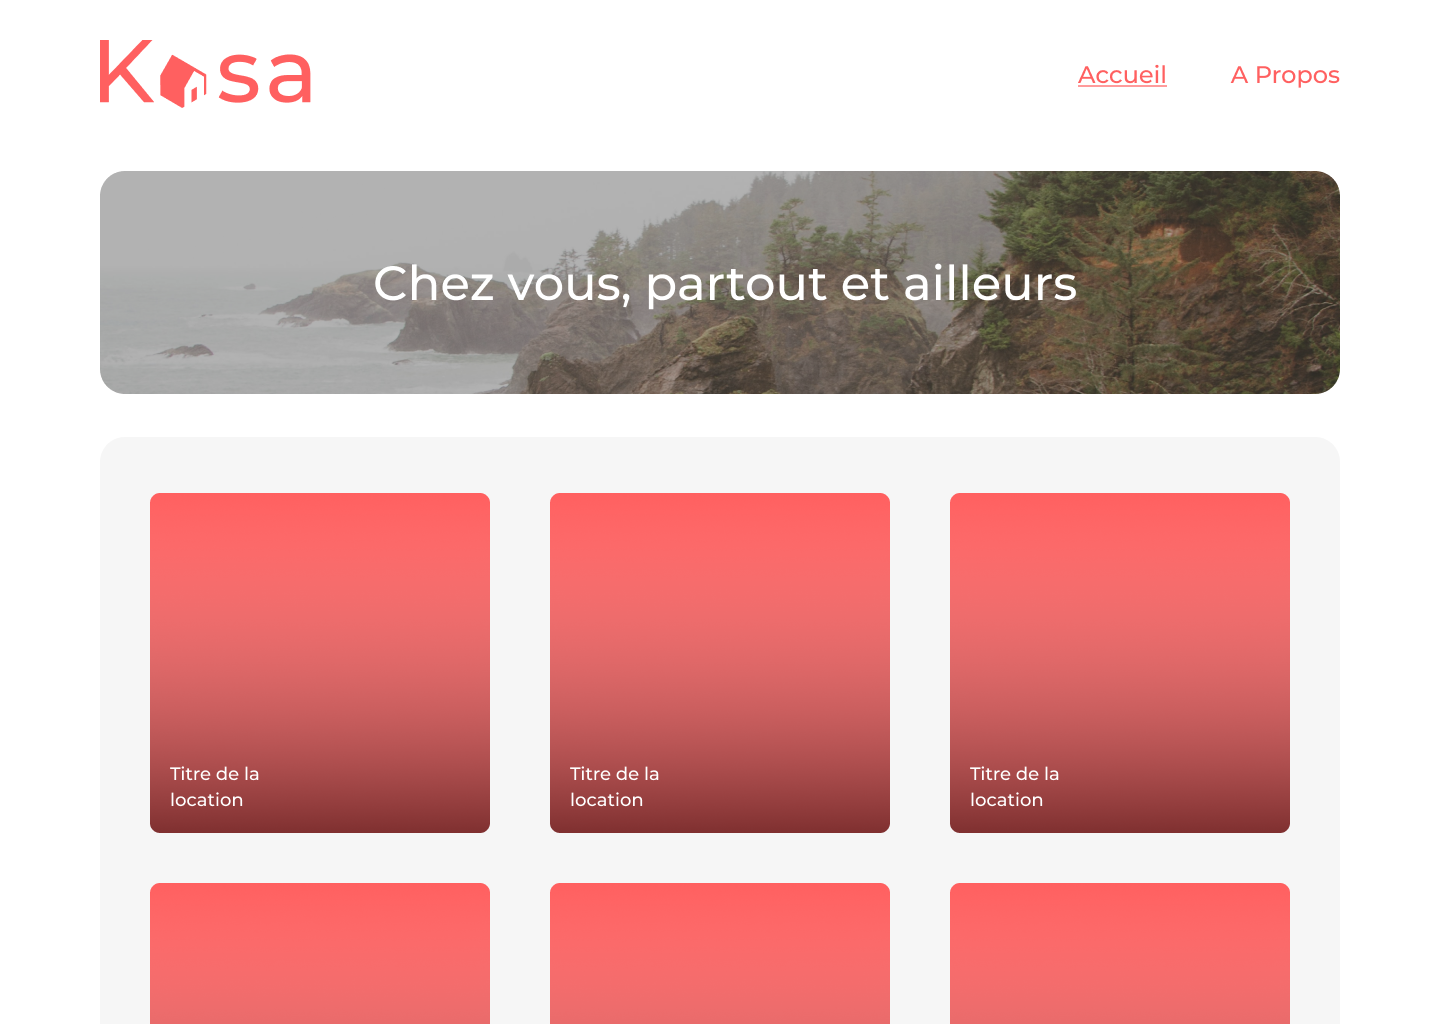 Kasa
Accueil
A Propos
Chez vous, partout et ailleurs
Titre de la
location
Titre de la
location
Titre de la
location